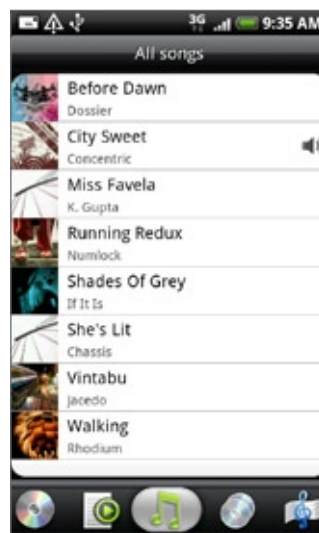 3G 9:35 AM
All songs
Before Dawn
Dossier
City Sweet
Concentric
Miss Favela
K. Gupta
Running Redux
Numlock
Shades Of Grey
If It Is
She's Lit
Chassis
Vintabu
Jacedo
Walking
Rhodium